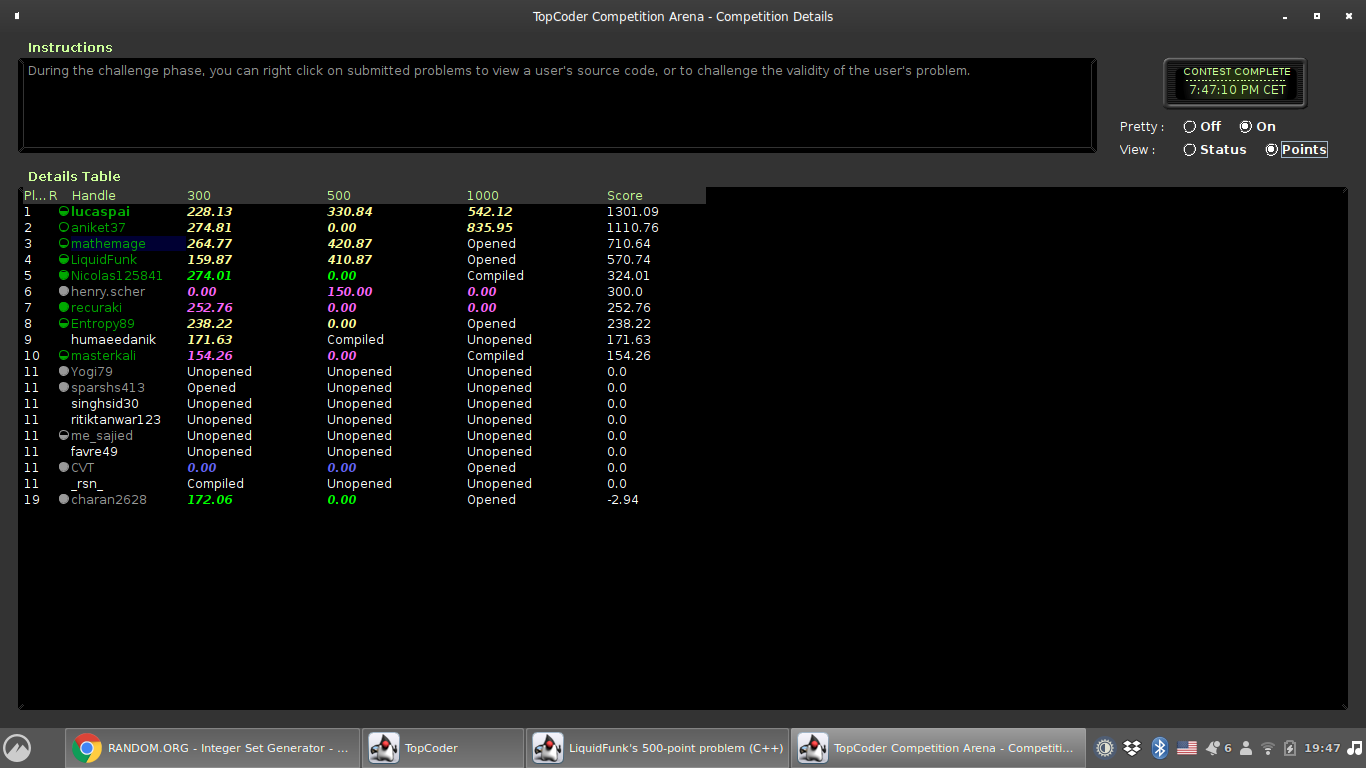 TopCoder Competition Arena - Competition Details
Instructions
During the challenge phase, you can right click on submitted problems to view a user's source code, or to challenge the validity of the user's problem.
CONTEST COMPLETE
7:47:10 PM CET
Pretty : Off On
View : Status Points
Details Table
Pl... R Handle 300 500 1000 Score
1 lucaspai 228.13 330.84 542.12 1301.09
2 aniket37 274.81 0.00 835.95 1110.76
3 mathemage 264.77 420.87 Opened 710.64
4 LiquidFunk 159.87 410.87 Opened 570.74
5 Nicolas125841 274.01 0.00 Compiled 324.01
6 henry.scher 0.00 150.00 0.00 300.0
7 recuraki 252.76 0.00 0.00 252.76
8 Entropy89 238.22 0.00 Opened 238.22
9 humaeedanik 171.63 Compiled Unopened 171.63
10 masterkali 154.26 0.00 Compiled 154.26
11 Yogi79 Unopened Unopened Unopened 0.0
11 sparshs413 Opened Unopened Unopened 0.0
11 singhsid30 Unopened Unopened Unopened 0.0
11 ritiktanwar123 Unopened Unopened Unopened 0.0
11 me_sajied Unopened Unopened Unopened 0.0
11 favre49 Unopened Unopened Unopened 0.0
11 CVT 0.00 0.00 Opened 0.0
11 _rsn_ Compiled Unopened Unopened 0.0
19 charan2628 172.06 0.00 Opened -2.94
RANDOM.ORG - Integer Set Generator - ... TopCoder LiquidFunk's 500-point problem (C++) TopCoder Competition Arena - Competiti... 6 19:47